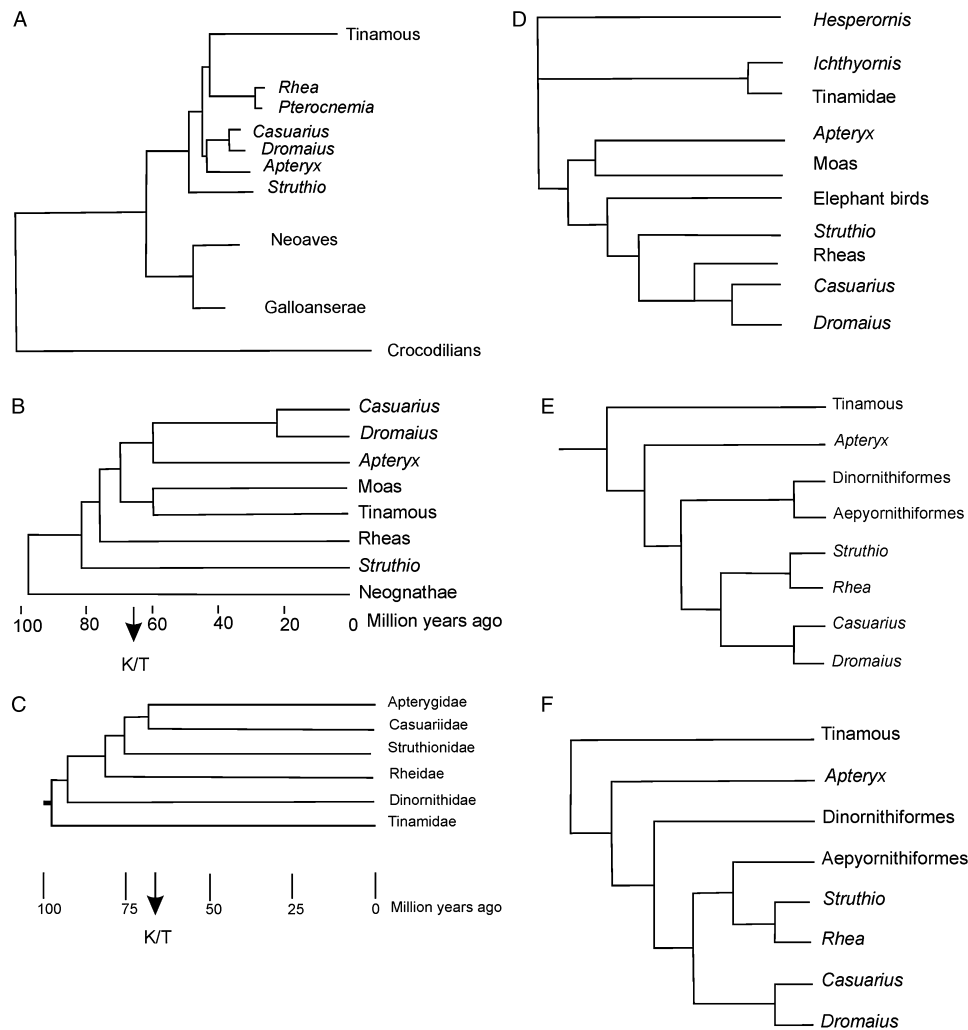 A
Tinamous
Rhea
Pterocnemia
Casuarius
Dromaius
Apteryx
Struthio
Neoaves
Galloanserae
Crocodilians
B
Casuarius
Dromaius
Apteryx
Moas
Tinamous
Rheas
Struthio
Neognathae
100 80 60 40 20 0 Million years ago
K/T
C
Apterygidae
Casuariidae
Struthionidae
Rheidae
Dinornithidae
Tinamidae
100 75 50 25 0 Million years ago
K/T
D
Hesperornis
Ichthyornis
Tinamidae
Apteryx
Moas
Elephant birds
Struthio
Rheas
Casuarius
Dromaius
E
Tinamous
Apteryx
Dinornithiformes
Aepyornithiformes
Struthio
Rhea
Casuarius
Dromaius
F
Tinamous
Apteryx
Dinornithiformes
Aepyornithiformes
Struthio
Rhea
Casuarius
Dromaius